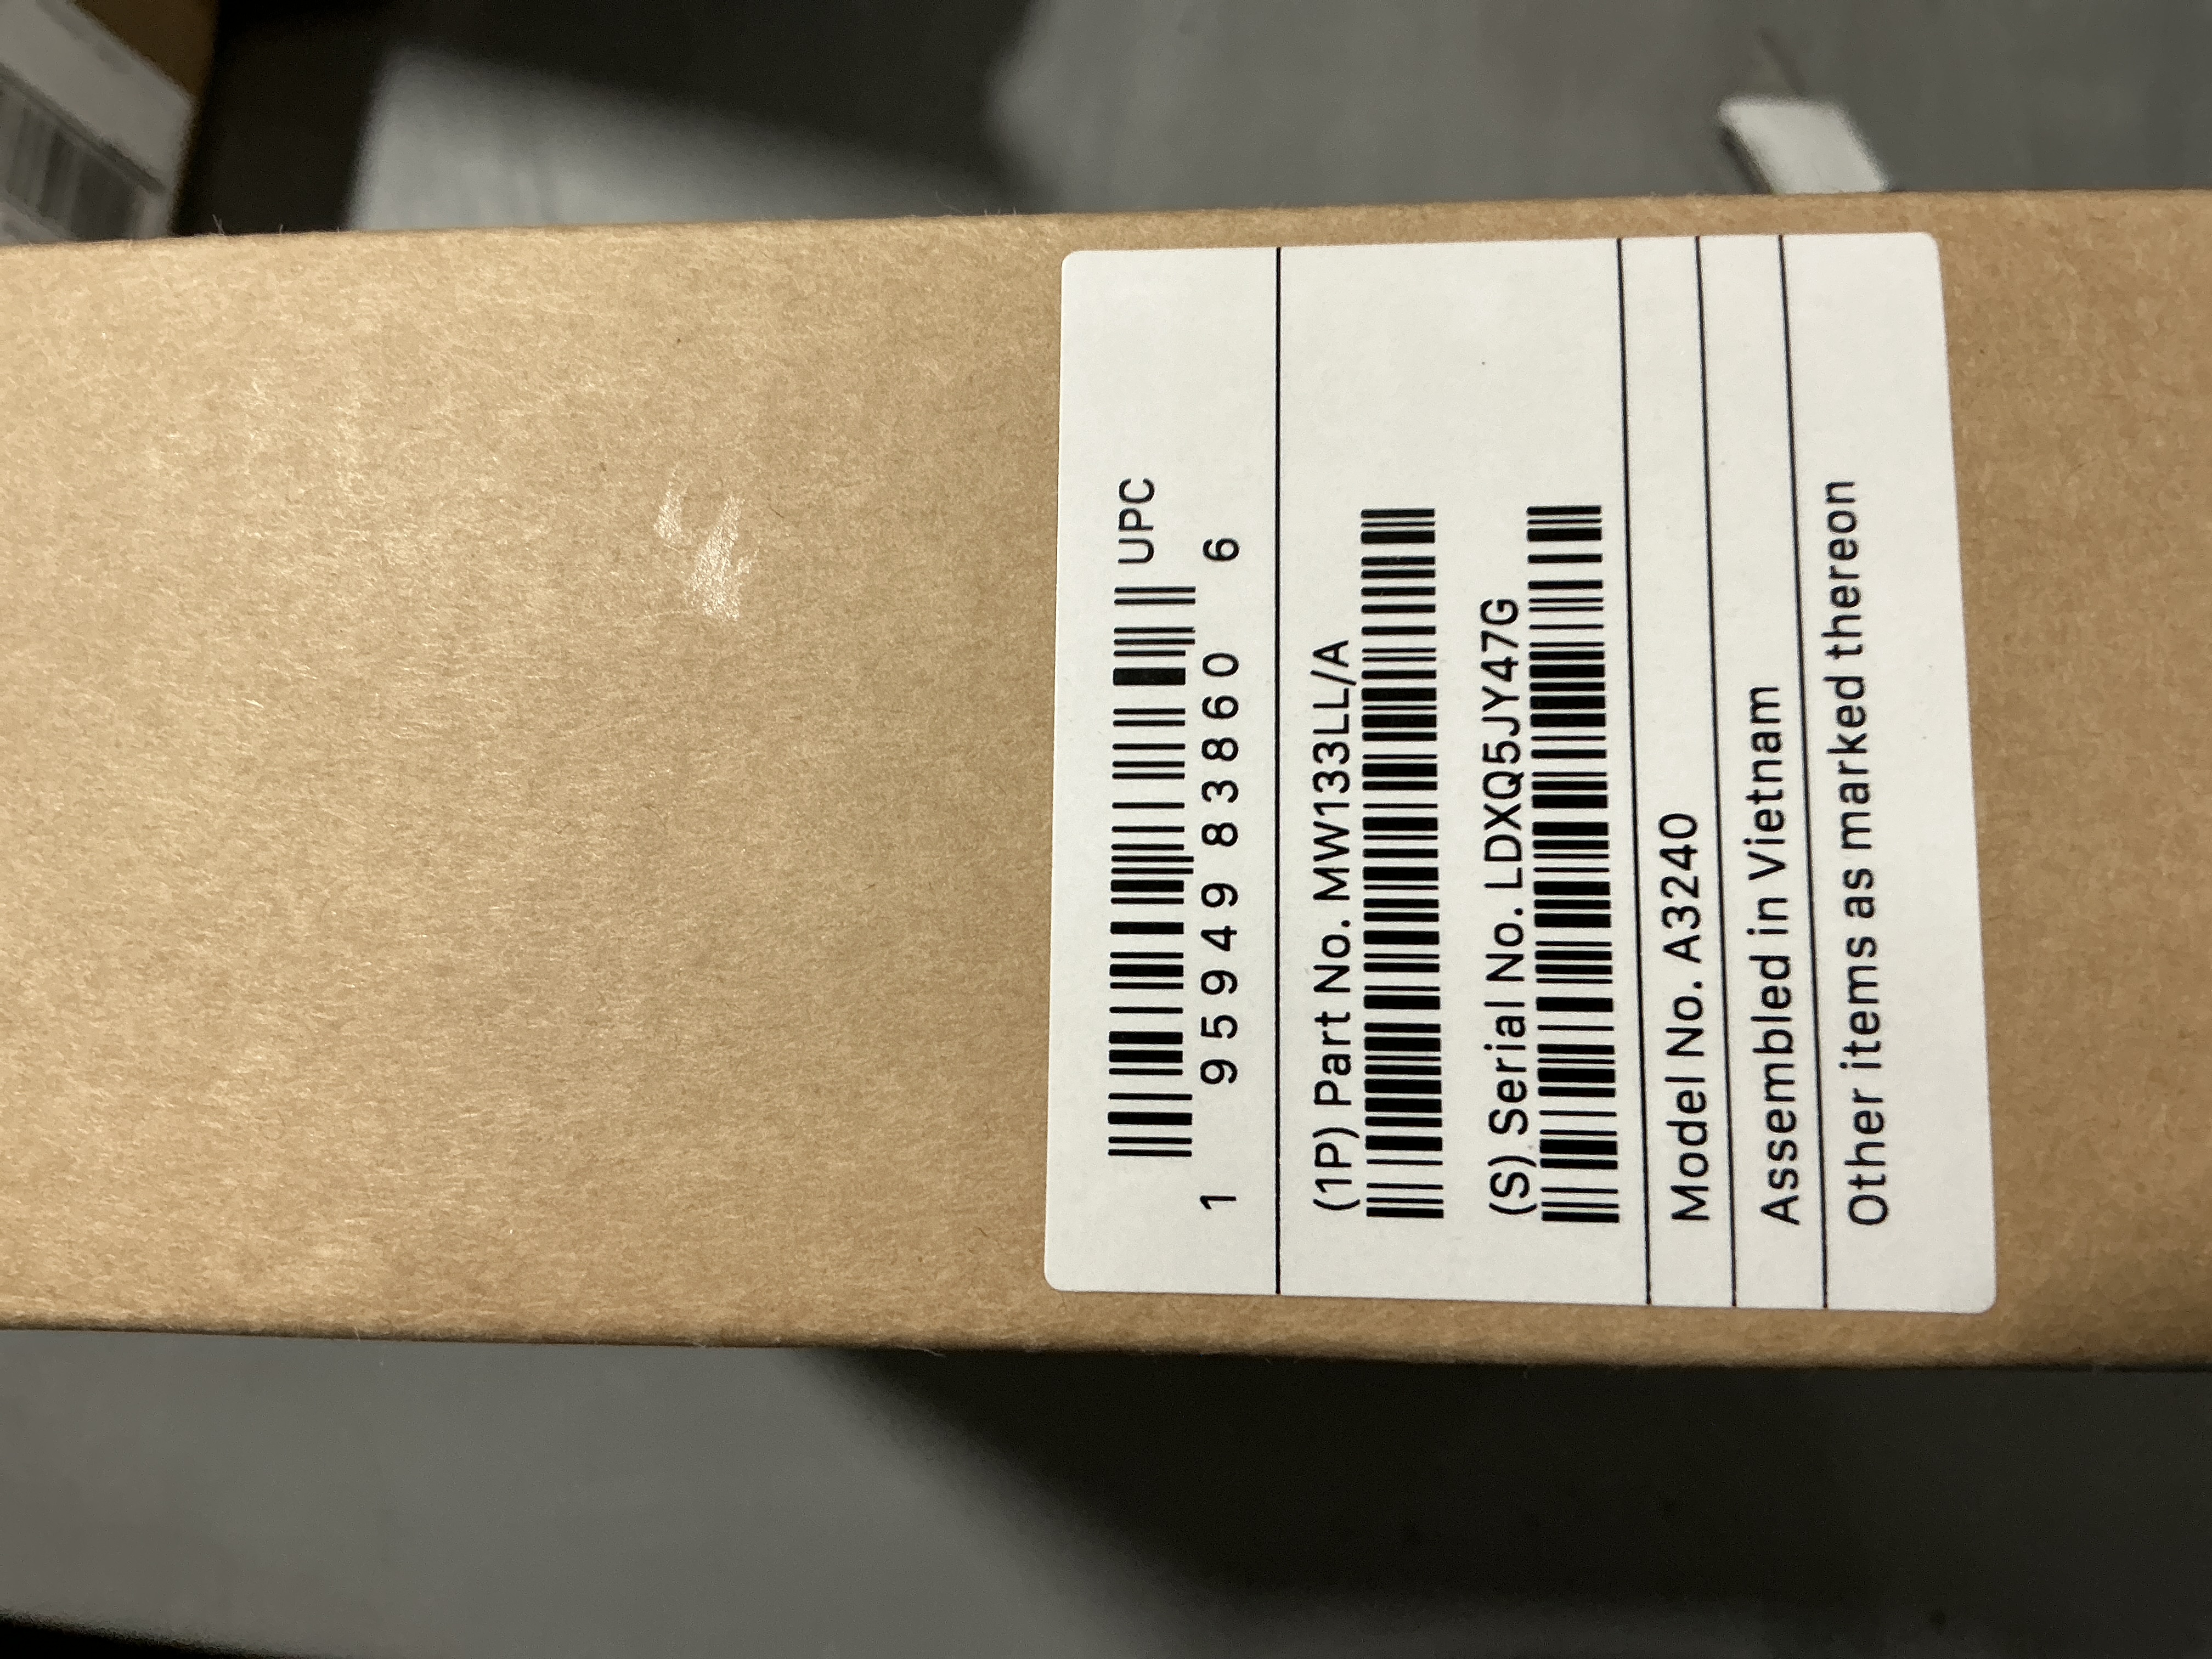 UPC
1 95949 83860 6
(1P) Part No. MW133LL/A
(S) Serial No. LDXQ5JY47G
Model No. A3240
Assembled in Vietnam
Other items as marked thereon